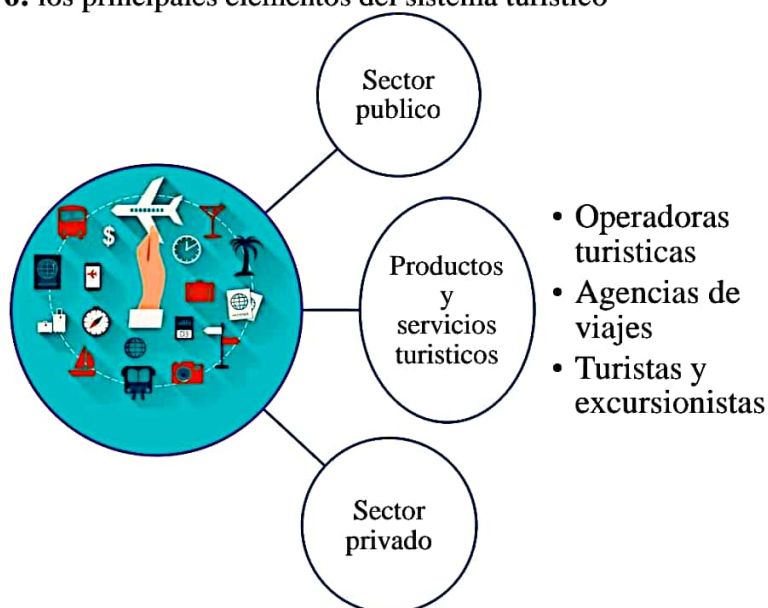 6: los principales elementos del sistema turístico
Sector
publico
Productos
y
servicios
turisticos
• Operadoras
turisticas
• Agencias de
viajes
• Turistas y
excursionistas
Sector
privado
$